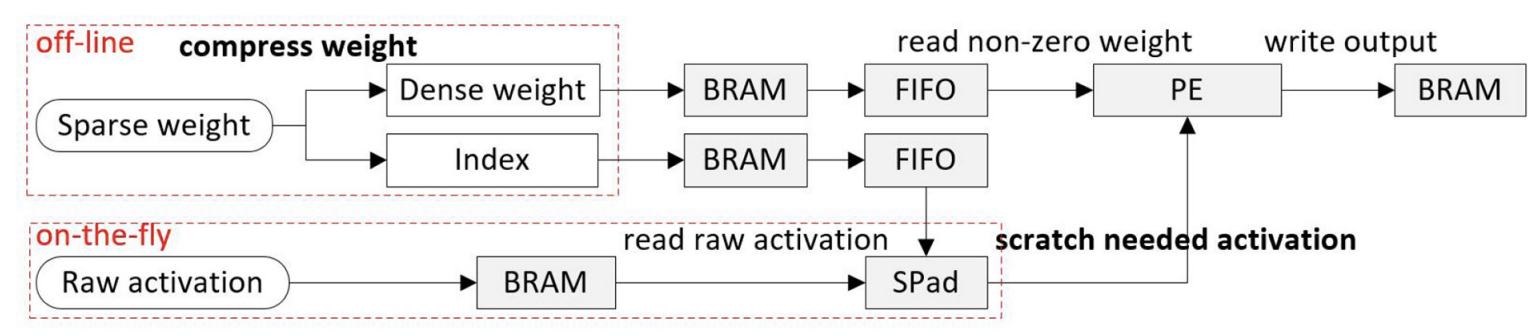 off-line
compress weight
read non-zero weight
write output
Sparse weight
Dense weight
BRAM
FIFO
PE
BRAM
Index
BRAM
FIFO
on-the-fly
read raw activation
scratch needed activation
Raw activation
BRAM
SPad